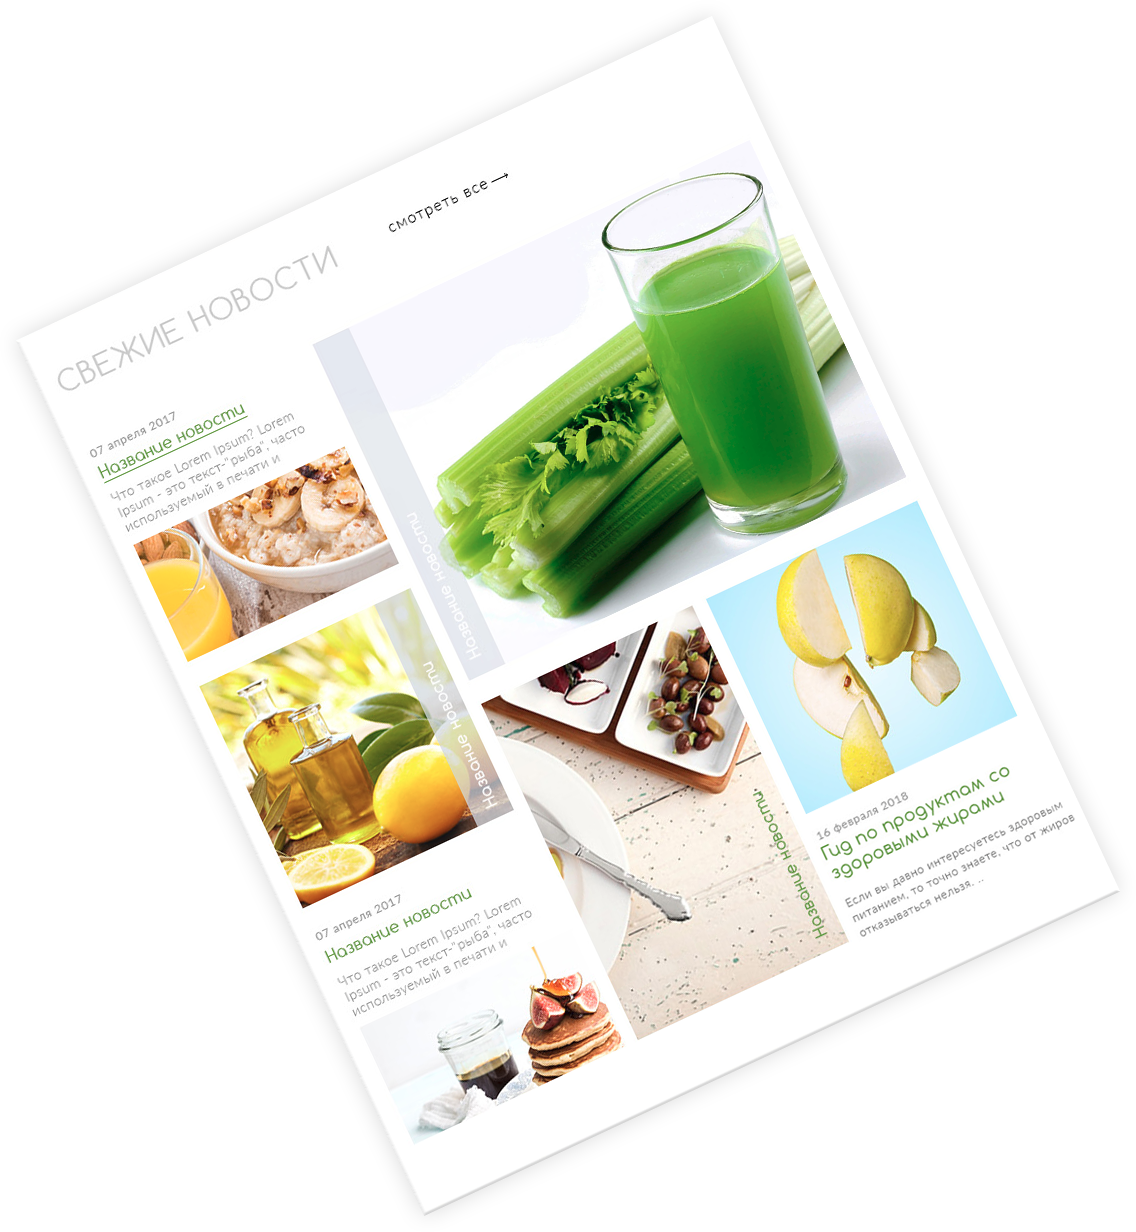 СВЕЖИЕ НОВОСТИ
смотреть все →
07 апреля 2017
Название новости
Что такое Lorem Ipsum? Lorem
Ipsum - это текст-"рыба", часто
используемый в печати и
Название новости
Название новости
07 апреля 2017
Название новости
Что такое Lorem Ipsum? Lorem
Ipsum - это текст-"рыба", часто
используемый в печати и
Название новости
16 февраля 2018
Гид по продуктам со
здоровыми жирами
Если вы давно интересуетесь здоровым
питанием, то точно знаете, что от жиров
отказываться нельзя. ...